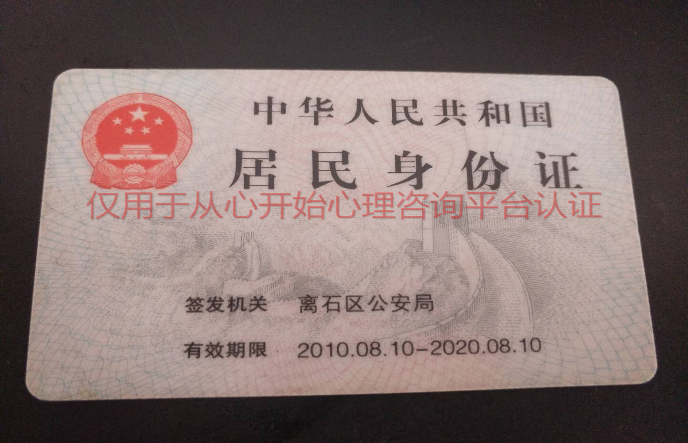 中华人民共和国
居民身份证
仅用于从心开始心理咨询平台认证
签发机关 离石区公安局
有效期限 2010.08.10-2020.08.10